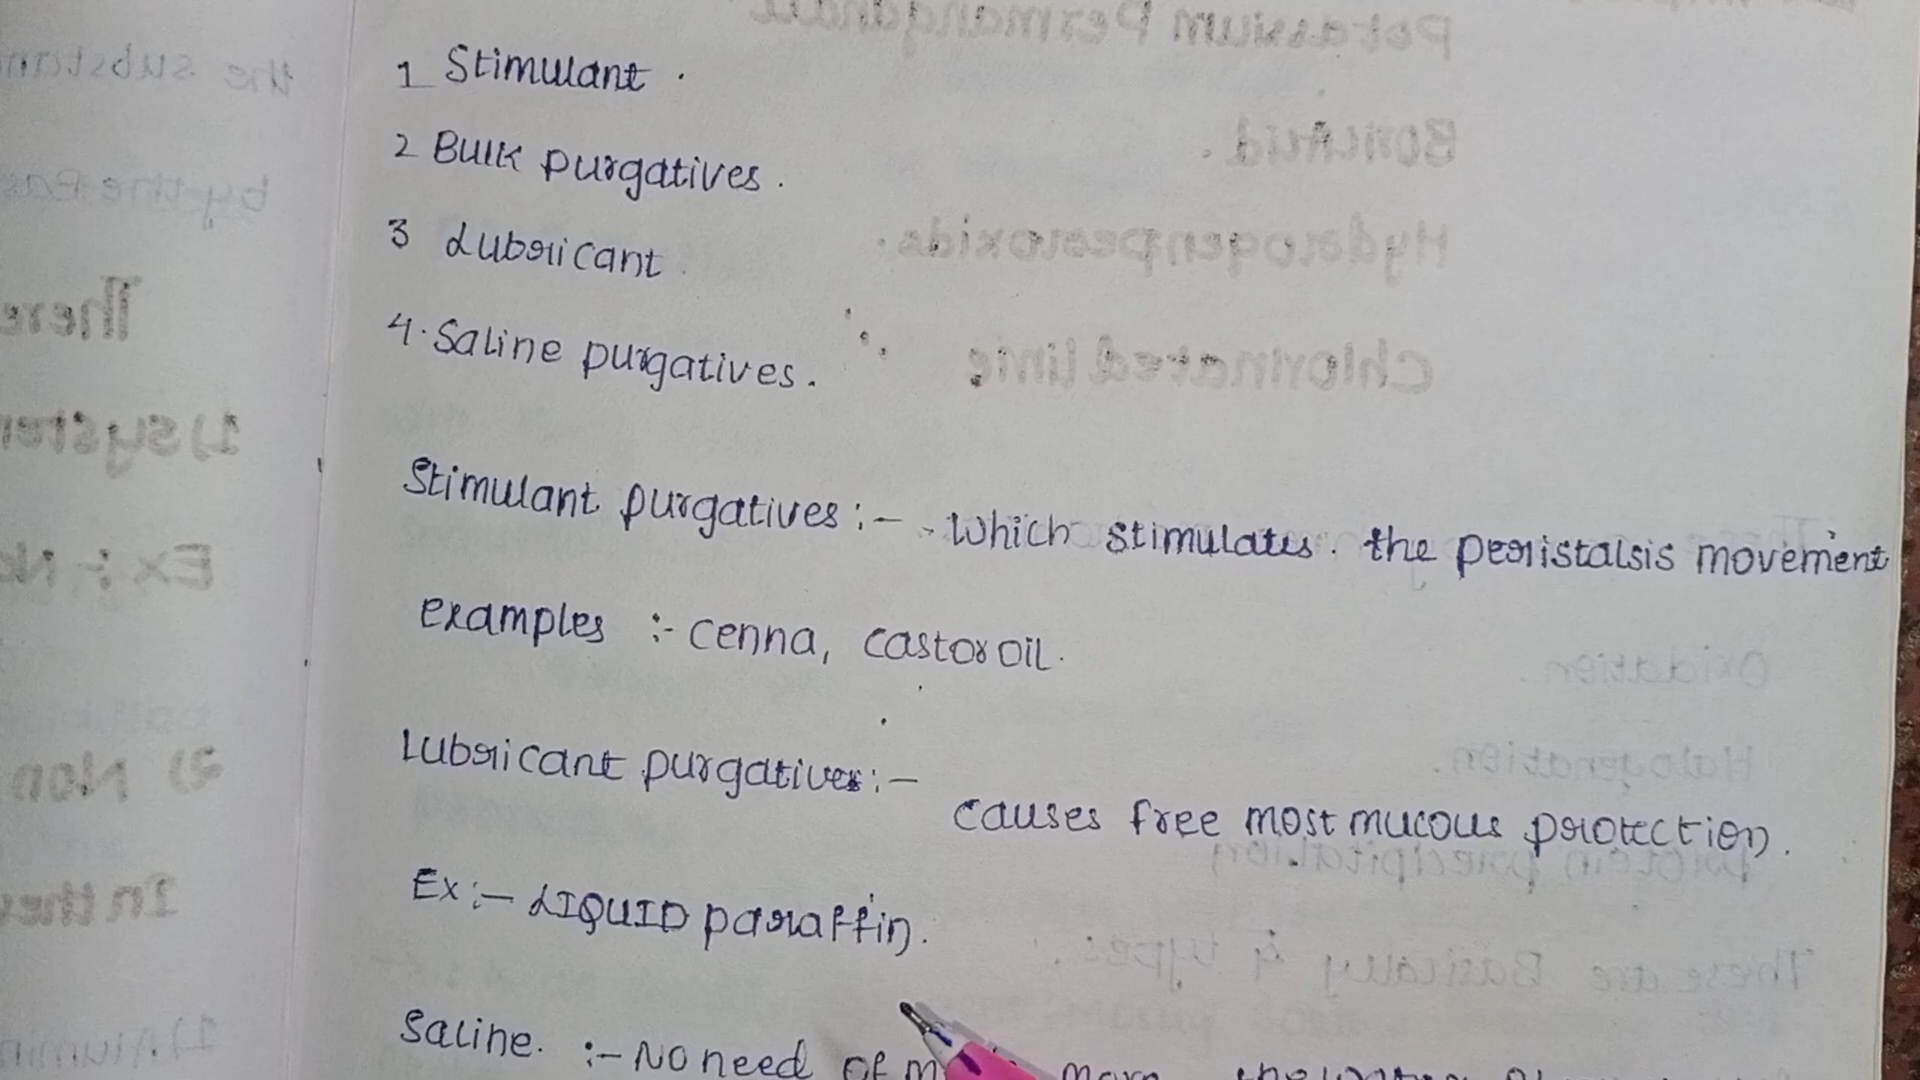 1 Stimulant.
2 Bulk purgatives.
3 Lubricant
4. Saline purgatives.
Stimulant purgatives :- Which stimulates. the peristalsis movement
examples :- cenna, castor oil.
Lubricant purgatives :-
causes free most mucous protection.
Ex :- LIQUID paraffin.
Saline. :- No need of